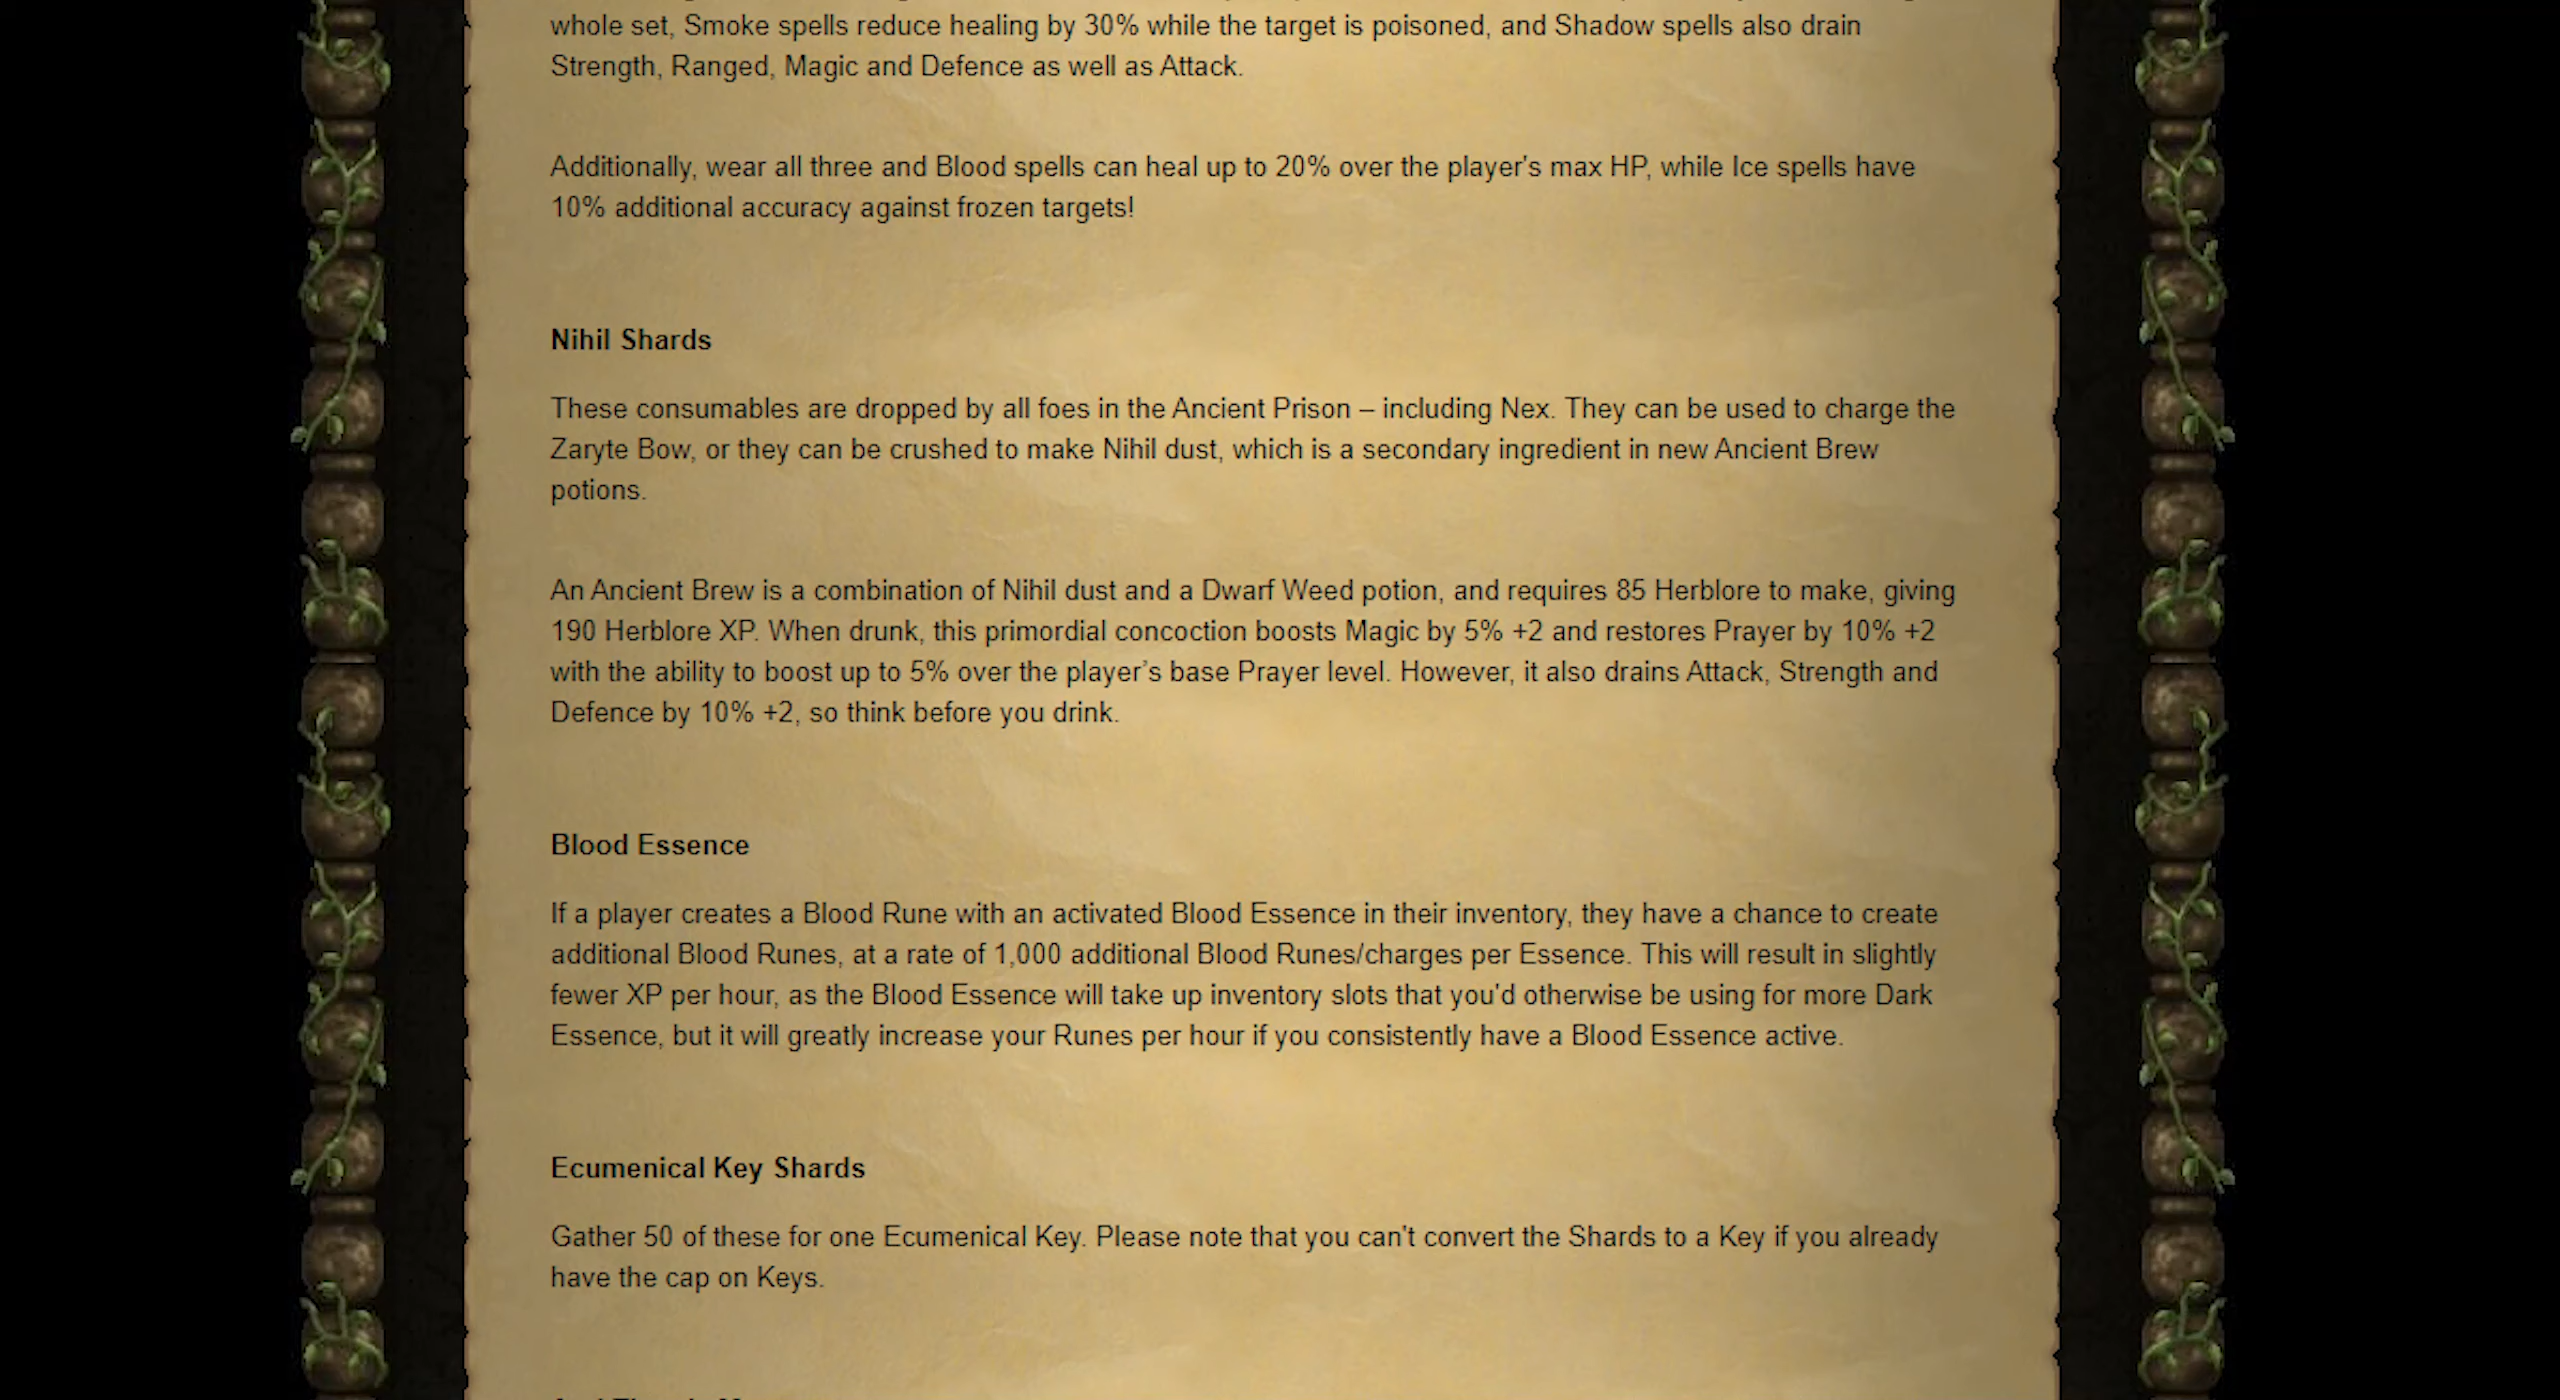 whole set, Smoke spells reduce healing by 30% while the target is poisoned, and Shadow spells also drain
Strength, Ranged, Magic and Defence as well as Attack.
Additionally, wear all three and Blood spells can heal up to 20% over the player's max HP, while Ice spells have
10% additional accuracy against frozen targets!
Nihil Shards
These consumables are dropped by all foes in the Ancient Prison – including Nex. They can be used to charge the
Zaryte Bow, or they can be crushed to make Nihil dust, which is a secondary ingredient in new Ancient Brew
potions.
An Ancient Brew is a combination of Nihil dust and a Dwarf Weed potion, and requires 85 Herblore to make, giving
190 Herblore XP. When drunk, this primordial concoction boosts Magic by 5% +2 and restores Prayer by 10% +2
with the ability to boost up to 5% over the player's base Prayer level. However, it also drains Attack, Strength and
Defence by 10% +2, so think before you drink.
Blood Essence
If a player creates a Blood Rune with an activated Blood Essence in their inventory, they have a chance to create
additional Blood Runes, at a rate of 1,000 additional Blood Runes/charges per Essence. This will result in slightly
fewer XP per hour, as the Blood Essence will take up inventory slots that you'd otherwise be using for more Dark
Essence, but it will greatly increase your Runes per hour if you consistently have a Blood Essence active.
Ecumenical Key Shards
Gather 50 of these for one Ecumenical Key. Please note that you can't convert the Shards to a Key if you already
have the cap on Keys.